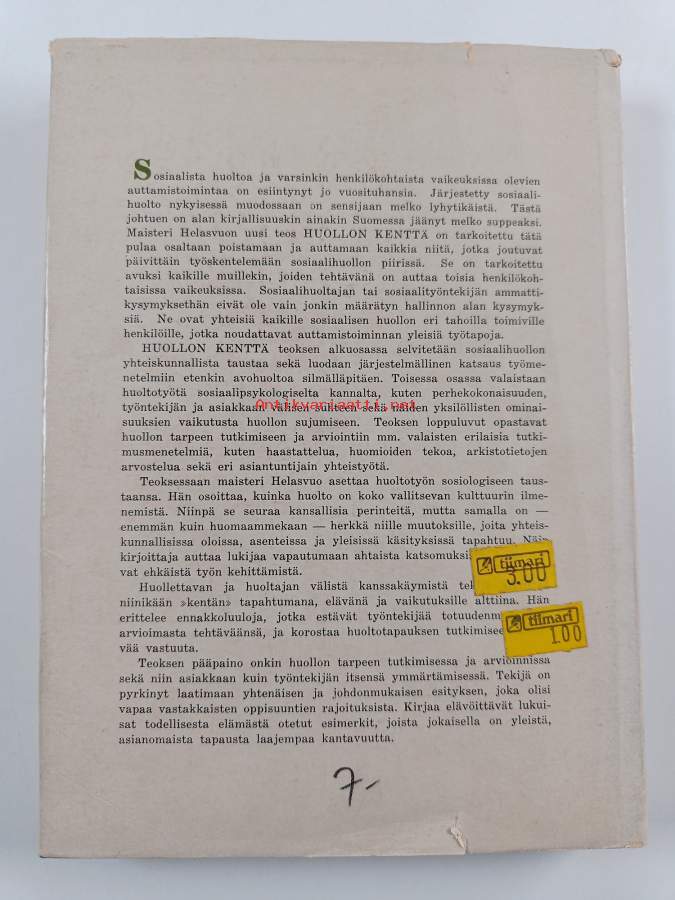 Sosiaalista huoltoa ja varsinkin henkilökohtaista vaikeuksissa olevien
auttamistoimintaa on esiintynyt jo vuosituhansia. Järjestetty sosiaali-
huolto nykyisessä muodossaan on sensijaan melko lyhytikäistä. Tästä
johtuen on alan kirjallisuuskin ainakin Suomessa jäänyt melko suppeaksi.
Maisteri Helasvuon uusi teos HUOLLON KENTTÄ on tarkoitettu tätä
pulaa osaltaan poistamaan ja auttamaan kaikkia niitä, jotka joutuvat
päivittäin työskentelemään sosiaalihuollon piirissä. Se on tarkoitettu
avuksi kaikille muillekin, joiden tehtävänä on auttaa toisia henkilökoh-
taisissa vaikeuksissa. Sosiaalihuoltajan tai sosiaalityöntekijän ammatti-
kysymyksethän eivät ole vain jonkin määrätyn hallinnon alan kysymyk-
siä. Ne ovat yhteisiä kaikille sosiaalisen huollon eri tahoilla toimiville
henkilöille, jotka noudattavat auttamistoiminnan yleisiä työtapoja.
HUOLLON KENTTÄ teoksen alkuosassa selvitetään sosiaalihuollon
yhteiskunnallista taustaa sekä luodaan järjestelmällinen katsaus työme-
netelmiin etenkin avohuoltoa silmälläpitäen. Toisessa osassa valaistaan
huoltotyötä sosiaalipsykologiselta kannalta, kuten perhekokonaisuuden,
työntekijän ja asiakkaan välisen suhteen sekä näiden yksilöllisten ominai-
Antikvariaatti.net
suuksien vaikutusta huollon sujumiseen. Teoksen loppuluvut opastavat
huollon tarpeen tutkimiseen ja arviointiin mm. valaisten erilaisia tutki-
musmenetelmiä, kuten haastattelua, huomioiden tekoa, arkistotietojen
arvostelua sekä eri asiantuntijain yhteistyötä.
Teoksessaan maisteri Helasvuo asettaa huoltotyön sosiologiseen taus-
taansa. Hän osoittaa, kuinka huolto on koko vallitsevan kulttuurin ilme-
nemistä. Niinpä se seuraa kansallisia perinteitä, mutta samalla on —
enemmän kuin huomaammekaan — herkkä niille muutoksille, joita yhteis-
kunnallisissa oloissa, asenteissa ja yleisissä käsityksissä tapahtuu. Näin
kirjoittaja auttaa lukijaa vapautumaan ahtaista katsomuksis
vat ehkäistä työn kehittämistä.
tiimari
3.00
Huollettavan ja huoltajan välistä kanssakäymistä tek
niinikään »kentän» tapahtumana, elävänä ja vaikutuksille alttiina. Hän
erittelee ennakkoluuloja, jotka estävät työntekijää totuudenm
arvioimasta tehtäväänsä, ja korostaa huoltotapauksen tutkimisee
vää vastuuta.
tiimari
1.00
Teoksen pääpaino onkin huollon tarpeen tutkimisessa ja arvioinnissa
sekä niin asiakkaan kuin työntekijän itsensä ymmärtämisessä. Tekijä on
pyrkinyt laatimaan yhtenäisen ja johdonmukaisen esityksen, joka olisi
vapaa vastakkaisten oppisuuntien rajoituksista. Kirjaa elävöittävät lukui-
sat todellisesta elämästä otetut esimerkit, joista jokaisella on yleistä,
asianomaista tapausta laajempaa kantavuutta.
7-